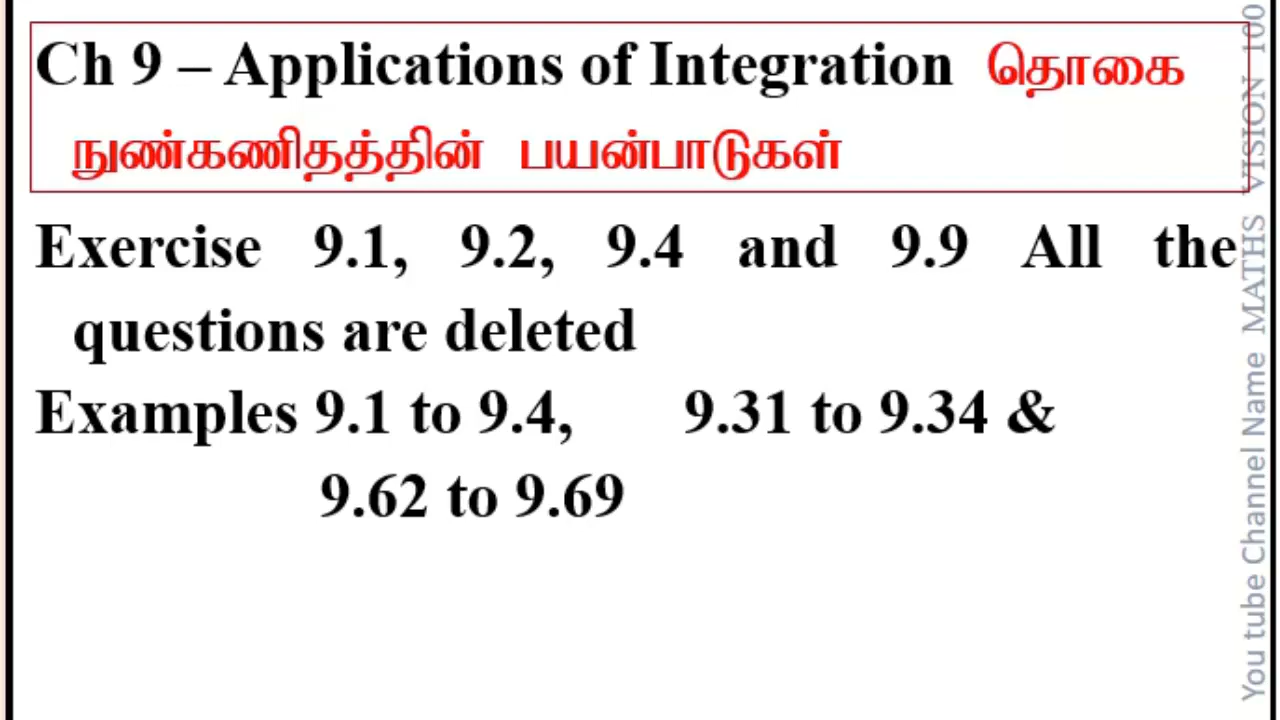 Ch 9 – Applications of Integration தொகை
நுண்கணிதத்தின் பயன்பாடுகள்
Exercise 9.1, 9.2, 9.4 and 9.9 All the
questions are deleted
Examples 9.1 to 9.4, 9.31 to 9.34 &
9.62 to 9.69
You tube Channel Name MATHS VISION 100